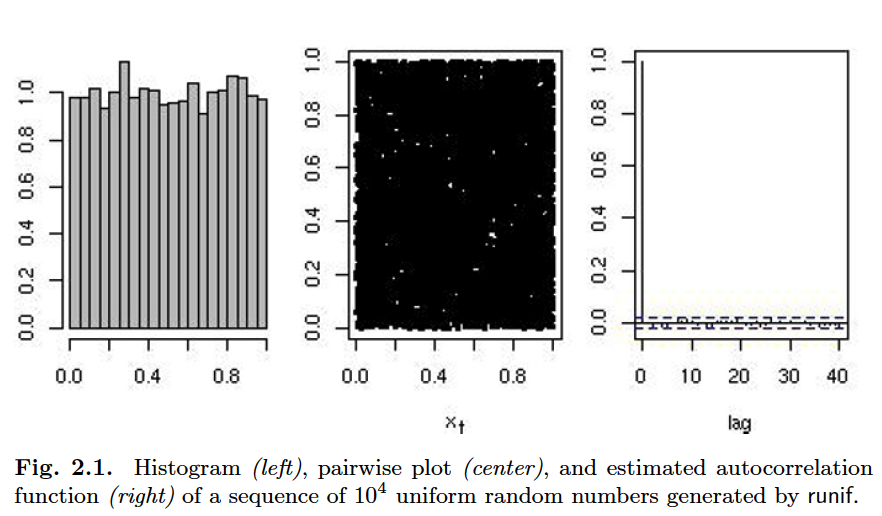 0.0 0.2 0.4 0.6 0.8 1.0
0.0 0.4 0.8
0.0 0.2 0.4 0.6 0.8 1.0
0.0 0.4 0.8
x_t
0.0 0.2 0.4 0.6 0.8 1.0
0 10 20 30 40
lag
Fig. 2.1. Histogram (left), pairwise plot (center), and estimated autocorrelation
function (right) of a sequence of 10⁴ uniform random numbers generated by runif.